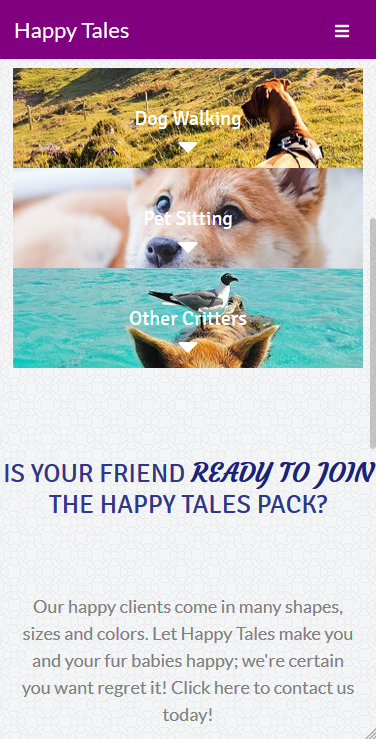 Happy Tales
Dog Walking
Pet Sitting
Other Critters
IS YOUR FRIEND READY TO JOIN
THE HAPPY TALES PACK?
Our happy clients come in many shapes,
sizes and colors. Let Happy Tales make you
and your fur babies happy; we're certain
you want regret it! Click here to contact us
today!